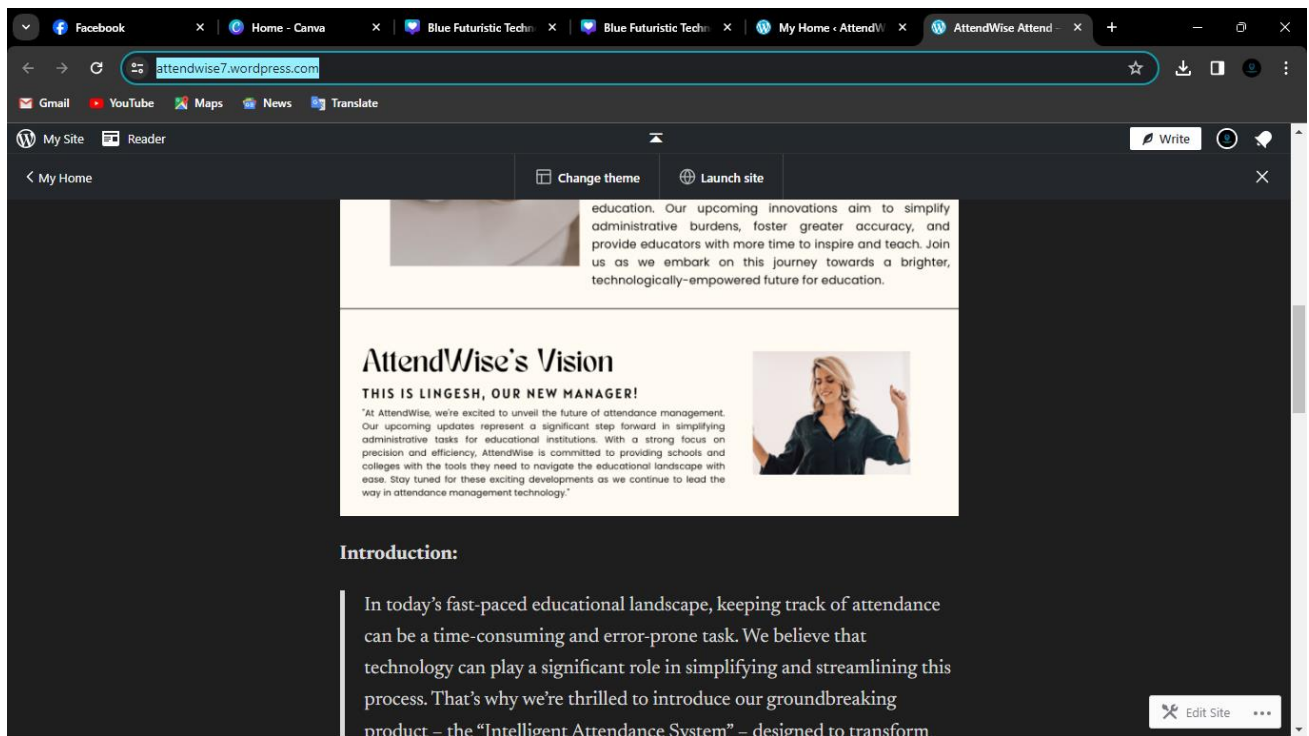 Facebook
Home - Canva
Blue Futuristic Techn
Blue Futuristic Techn
My Home ‹ AttendW
AttendWise Attend –
attendwise7.wordpress.com
Gmail
YouTube
Maps
News
Translate
My Site
Reader
Write
My Home
Change theme
Launch site
education. Our upcoming innovations aim to simplify
administrative burdens, foster greater accuracy, and
provide educators with more time to inspire and teach. Join
us as we embark on this journey towards a brighter,
technologically-empowered future for education.
AttendWise's Vision
THIS IS LINGESH, OUR NEW MANAGER!
"At AttendWise, we're excited to unveil the future of attendance management.
Our upcoming updates represent a significant step forward in simplifying
administrative tasks for educational institutions. With a strong focus on
precision and efficiency, AttendWise is committed to providing schools and
colleges with the tools they need to navigate the educational landscape with
ease. Stay tuned for these exciting developments as we continue to lead the
way in attendance management technology."
Introduction:
In today's fast-paced educational landscape, keeping track of attendance
can be a time-consuming and error-prone task. We believe that
technology can play a significant role in simplifying and streamlining this
process. That's why we're thrilled to introduce our groundbreaking
product – the "Intelligent Attendance System" – designed to transform
Edit Site